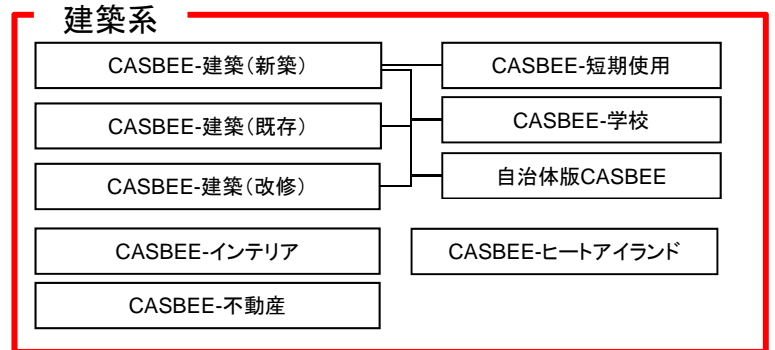 建築系
CASBEE-建築(新築)
CASBEE-短期使用
CASBEE-建築(既存)
CASBEE-学校
CASBEE-建築(改修)
自治体版CASBEE
CASBEE-インテリア
CASBEE-ヒートアイランド
CASBEE-不動産